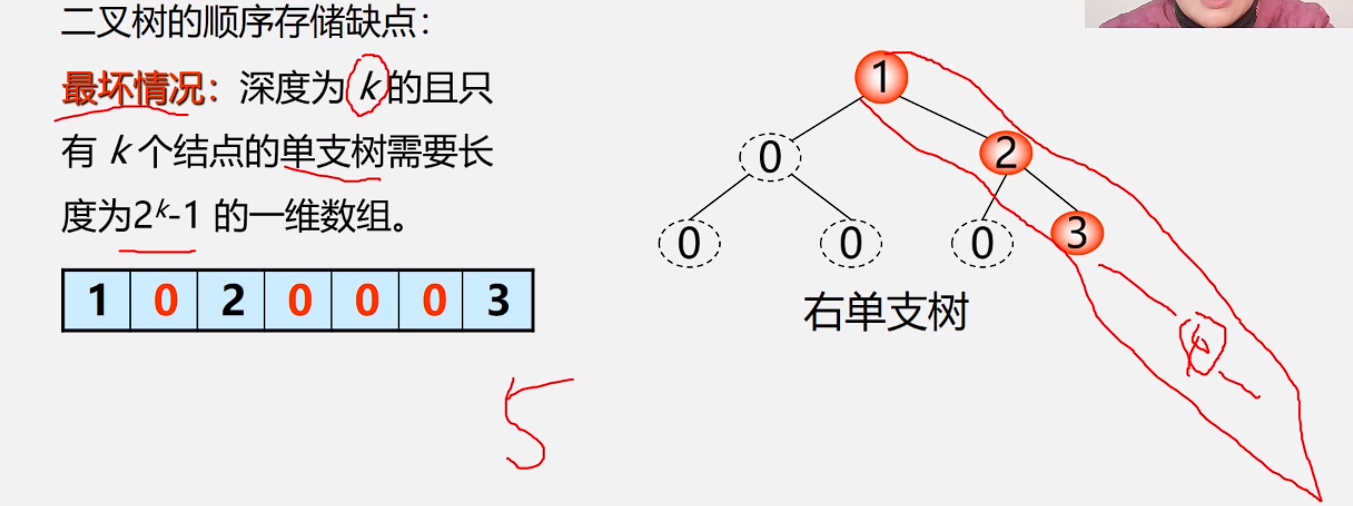 二叉树的顺序存储缺点：
最坏情况：深度为 k 的且只
有 k 个结点的单支树需要长
度为2ᵏ-1 的一维数组。
1 0 2 0 0 0 3
5
1
0 2
0 0 0 3
右单支树